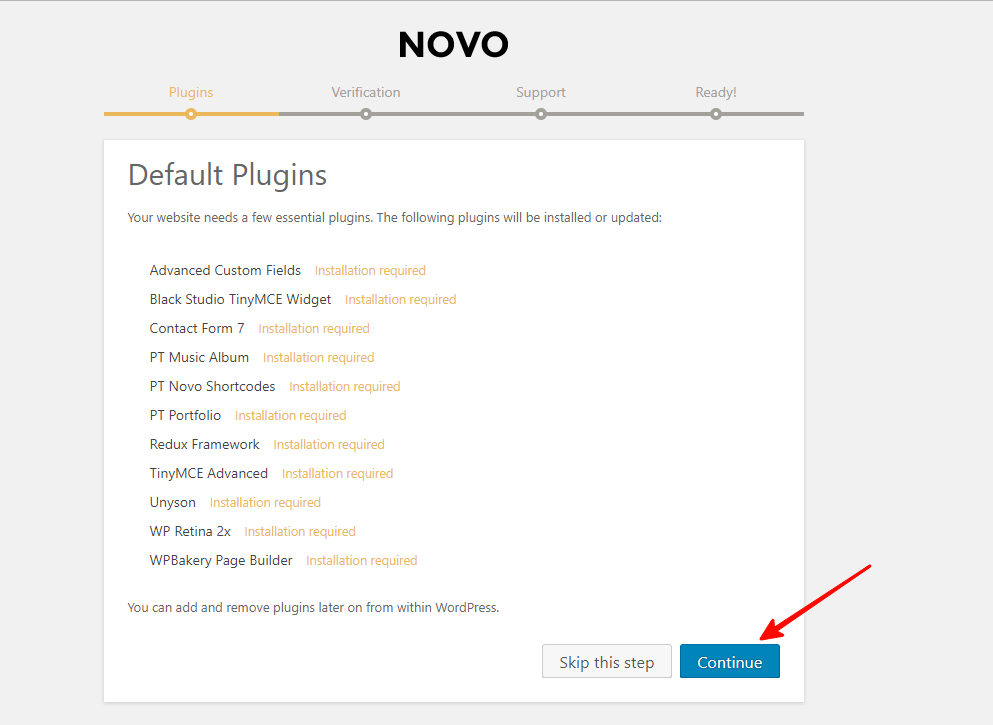 NOVO
Plugins Verification Support Ready!
Default Plugins
Your website needs a few essential plugins. The following plugins will be installed or updated:
Advanced Custom Fields Installation required
Black Studio TinyMCE Widget Installation required
Contact Form 7 Installation required
PT Music Album Installation required
PT Novo Shortcodes Installation required
PT Portfolio Installation required
Redux Framework Installation required
TinyMCE Advanced Installation required
Unyson Installation required
WP Retina 2x Installation required
WPBakery Page Builder Installation required
You can add and remove plugins later on from within WordPress.
Skip this step Continue